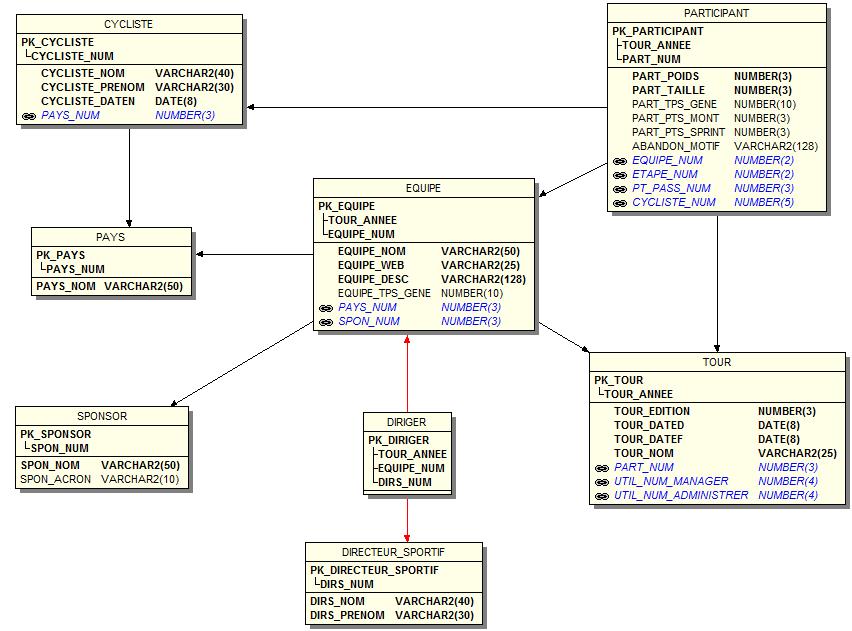 CYCLISTE
PK_CYCLISTE
CYCLISTE_NUM
CYCLISTE_NOM VARCHAR2(40)
CYCLISTE_PRENOM VARCHAR2(30)
CYCLISTE_DATEN DATE(8)
PAYS_NUM NUMBER(3)
PARTICIPANT
PK_PARTICIPANT
TOUR_ANNEE
PART_NUM
PART_POIDS NUMBER(3)
PART_TAILLE NUMBER(3)
PART_TPS_GENE NUMBER(10)
PART_PTS_MONT NUMBER(3)
PART_PTS_SPRINT NUMBER(3)
ABANDON_MOTIF VARCHAR2(128)
EQUIPE_NUM NUMBER(2)
ETAPE_NUM NUMBER(2)
PT_PASS_NUM NUMBER(3)
CYCLISTE_NUM NUMBER(5)
EQUIPE
PK_EQUIPE
TOUR_ANNEE
EQUIPE_NUM
EQUIPE_NOM VARCHAR2(50)
EQUIPE_WEB VARCHAR2(25)
EQUIPE_DESC VARCHAR2(128)
EQUIPE_TPS_GENE NUMBER(10)
PAYS_NUM NUMBER(3)
SPON_NUM NUMBER(3)
PAYS
PK_PAYS
PAYS_NUM
PAYS_NOM VARCHAR2(50)
TOUR
PK_TOUR
TOUR_ANNEE
TOUR_EDITION NUMBER(3)
TOUR_DATED DATE(8)
TOUR_DATEF DATE(8)
TOUR_NOM VARCHAR2(25)
PART_NUM NUMBER(3)
UTIL_NUM_MANAGER NUMBER(4)
UTIL_NUM_ADMINISTRER NUMBER(4)
SPONSOR
PK_SPONSOR
SPON_NUM
SPON_NOM VARCHAR2(50)
SPON_ACRON VARCHAR2(10)
DIRIGER
PK_DIRIGER
TOUR_ANNEE
EQUIPE_NUM
DIRS_NUM
DIRECTEUR_SPORTIF
PK_DIRECTEUR_SPORTIF
DIRS_NUM
DIRS_NOM VARCHAR2(40)
DIRS_PRENOM VARCHAR2(30)